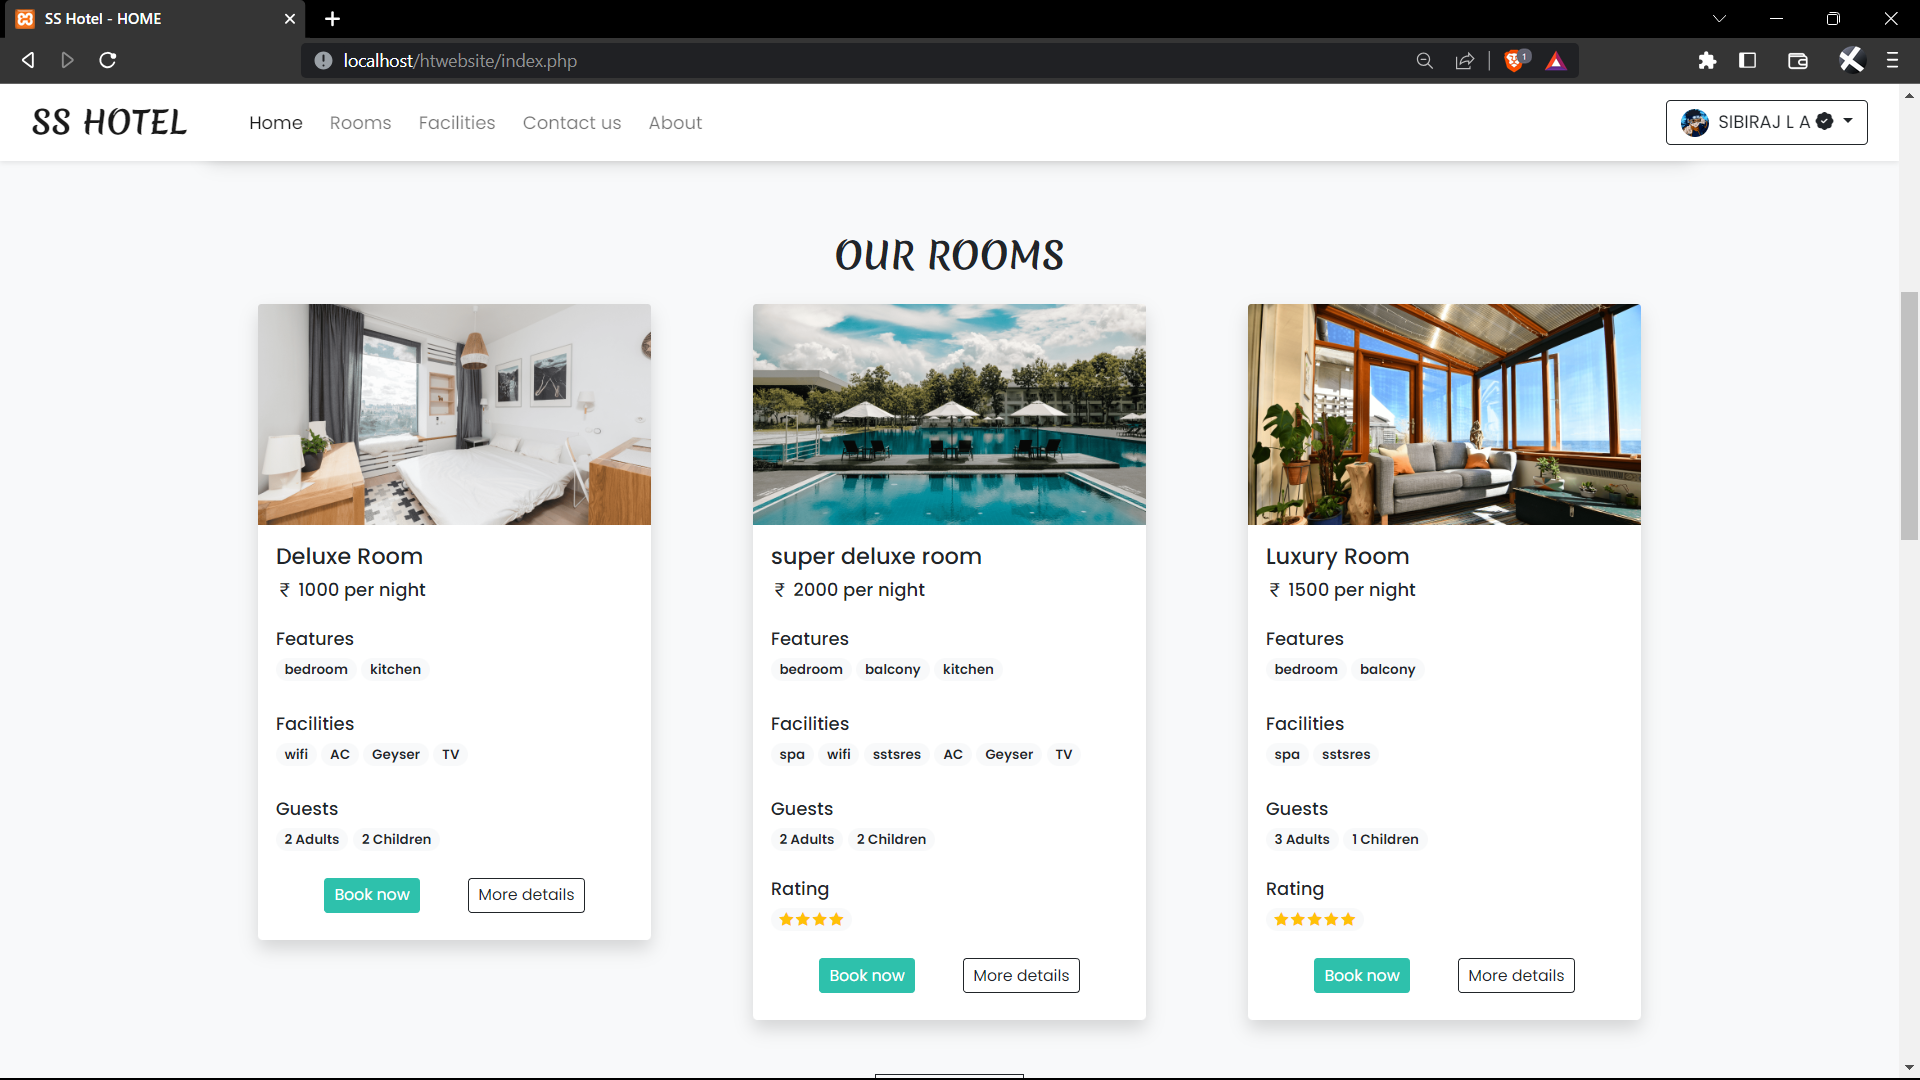 SS Hotel - HOME
localhost/htwebsite/index.php
1
SS HOTEL
Home Rooms Facilities Contact us About
SIBIRAJ L A
OUR ROOMS
Deluxe Room
₹ 1000 per night
Features
bedroom kitchen
Facilities
wifi AC Geyser TV
Guests
2 Adults 2 Children
Book now More details
super deluxe room
₹ 2000 per night
Features
bedroom balcony kitchen
Facilities
spa wifi sstsres AC Geyser TV
Guests
2 Adults 2 Children
Rating
Book now More details
Luxury Room
₹ 1500 per night
Features
bedroom balcony
Facilities
spa sstsres
Guests
3 Adults 1 Children
Rating
Book now More details